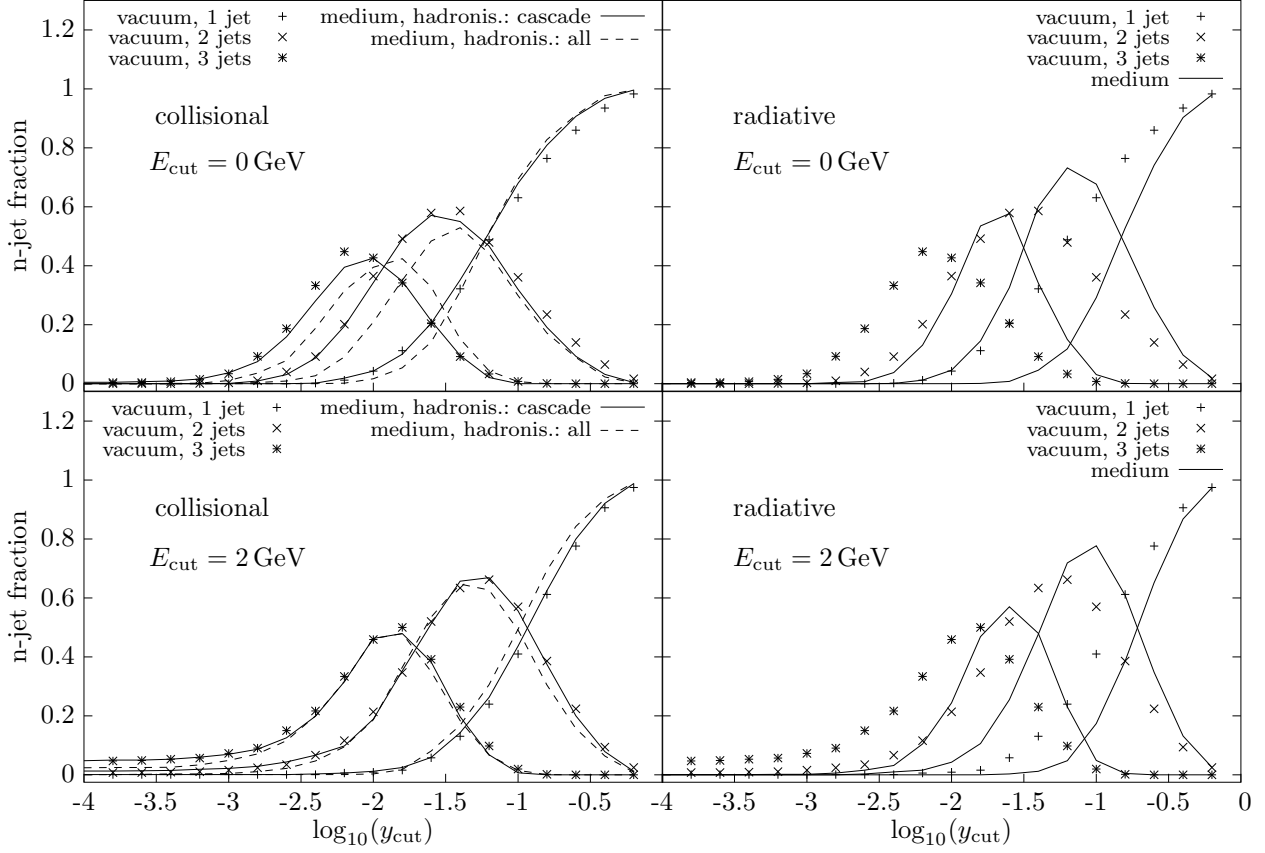 1.2
1
0.8
0.6
0.4
0.2
0
n-jet fraction
vacuum, 1 jet
vacuum, 2 jets
vacuum, 3 jets
medium, hadronis.: cascade
medium, hadronis.: all
collisional
E_cut = 0 GeV
vacuum, 1 jet
vacuum, 2 jets
vacuum, 3 jets
medium
radiative
E_cut = 0 GeV
1.2
1
0.8
0.6
0.4
0.2
0
n-jet fraction
vacuum, 1 jet
vacuum, 2 jets
vacuum, 3 jets
medium, hadronis.: cascade
medium, hadronis.: all
collisional
E_cut = 2 GeV
vacuum, 1 jet
vacuum, 2 jets
vacuum, 3 jets
medium
radiative
E_cut = 2 GeV
-4 -3.5 -3 -2.5 -2 -1.5 -1 -0.5
-4 -3.5 -3 -2.5 -2 -1.5 -1 -0.5 0
log_10(y_cut)
log_10(y_cut)